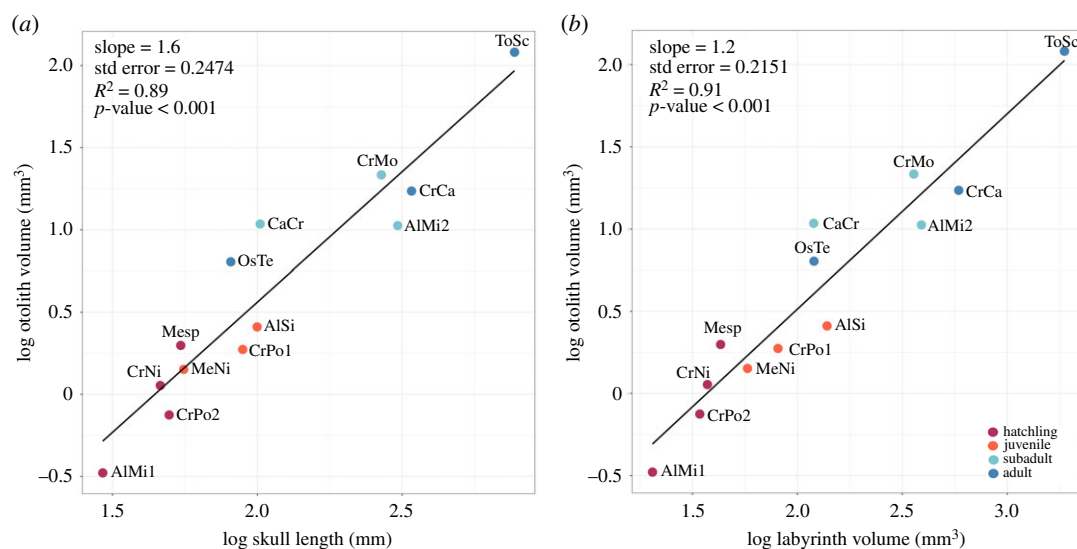 (a)
slope = 1.6
std error = 0.2474
R² = 0.89
p-value < 0.001
ToSc
CrMo
CrCa
CaCr
AlMi2
OsTe
AlSi
Mesp
CrPo1
MeNi
CrNi
CrPo2
AlMi1
2.0
1.5
1.0
0.5
0
–0.5
log otolith volume (mm³)
1.5 2.0 2.5
log skull length (mm)
(b)
slope = 1.2
std error = 0.2151
R² = 0.91
p-value < 0.001
ToSc
CrMo
CrCa
CaCr
AlMi2
OsTe
AlSi
Mesp
CrPo1
MeNi
CrNi
CrPo2
AlMi1
hatchling
juvenile
subadult
adult
2.0
1.5
1.0
0.5
0
–0.5
log otolith volume (mm³)
1.5 2.0 2.5 3.0
log labyrinth volume (mm³)